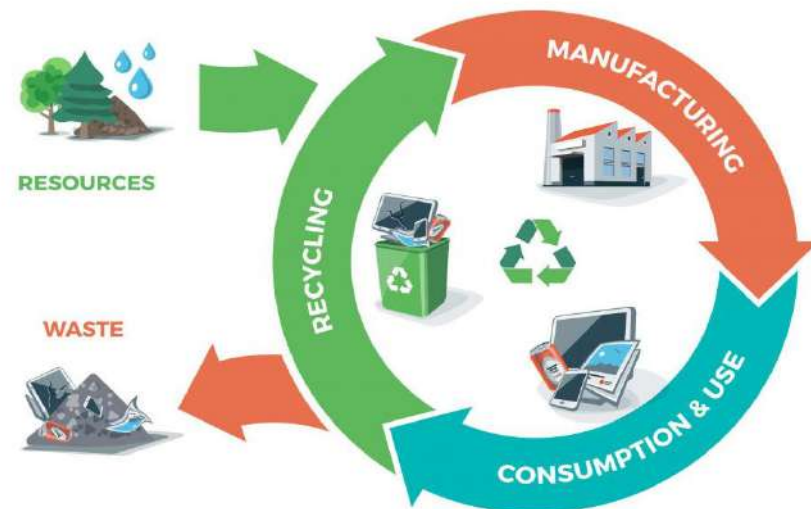 RESOURCES
MANUFACTURING
RECYCLING
WASTE
CONSUMPTION & USE